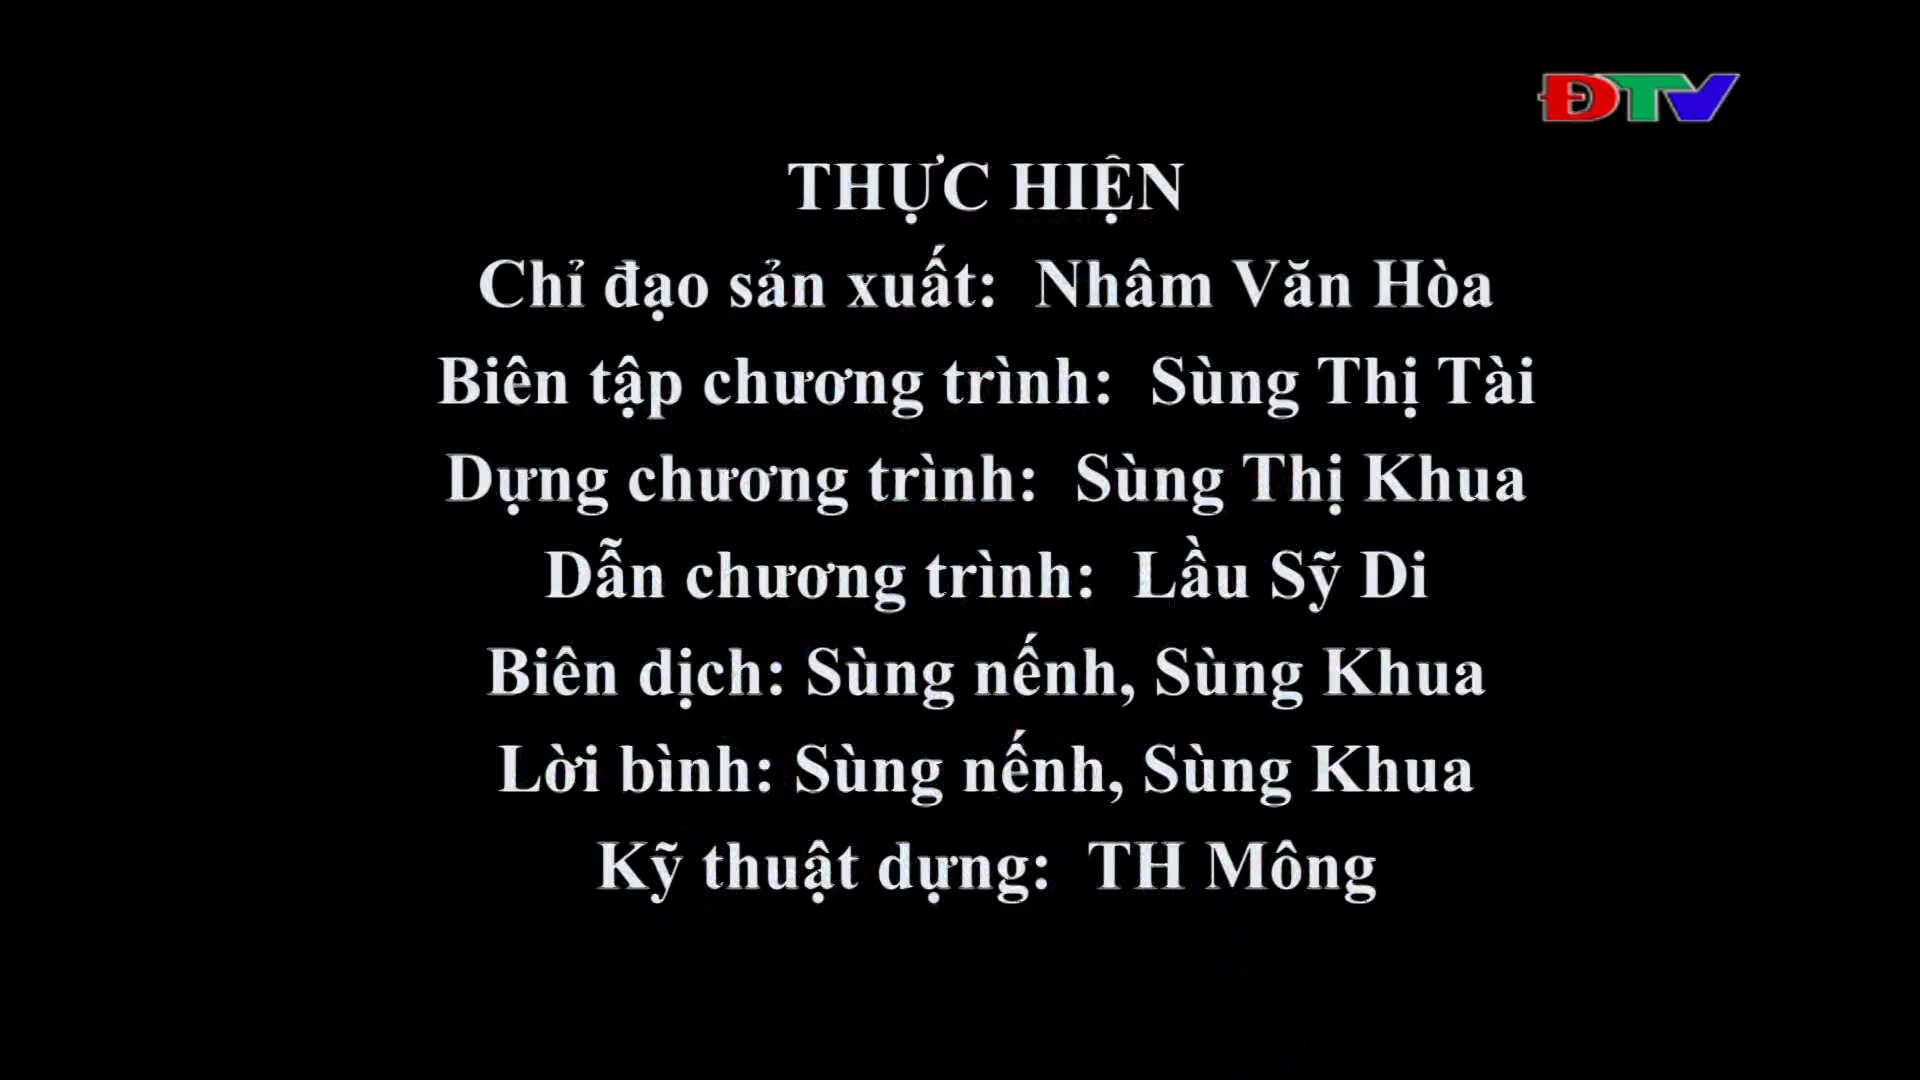 ĐTV
THỰC HIỆN
Chỉ đạo sản xuất: Nhâm Văn Hòa
Biên tập chương trình: Sùng Thị Tài
Dựng chương trình: Sùng Thị Khua
Dẫn chương trình: Lầu Sỹ Di
Biên dịch: Sùng nếnh, Sùng Khua
Lời bình: Sùng nếnh, Sùng Khua
Kỹ thuật dựng: TH Mông